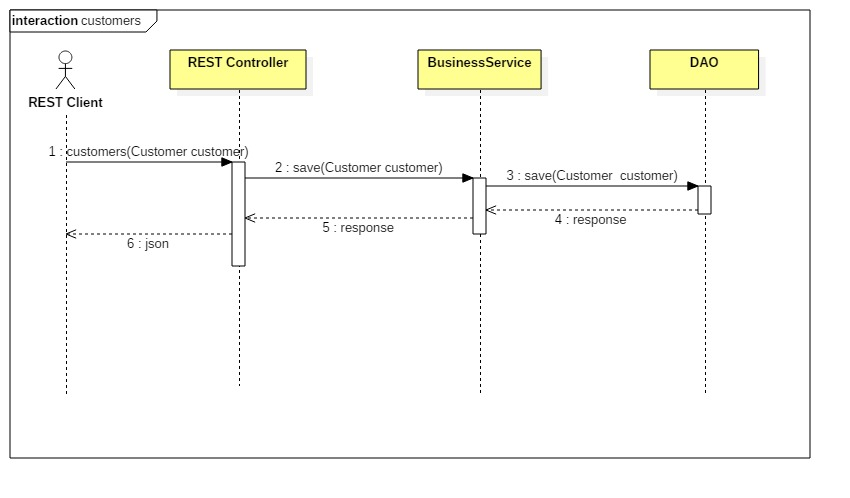 interaction customers
REST Client
REST Controller
BusinessService
DAO
1 : customers(Customer customer)
2 : save(Customer customer)
3 : save(Customer  customer)
4 : response
5 : response
6 : json